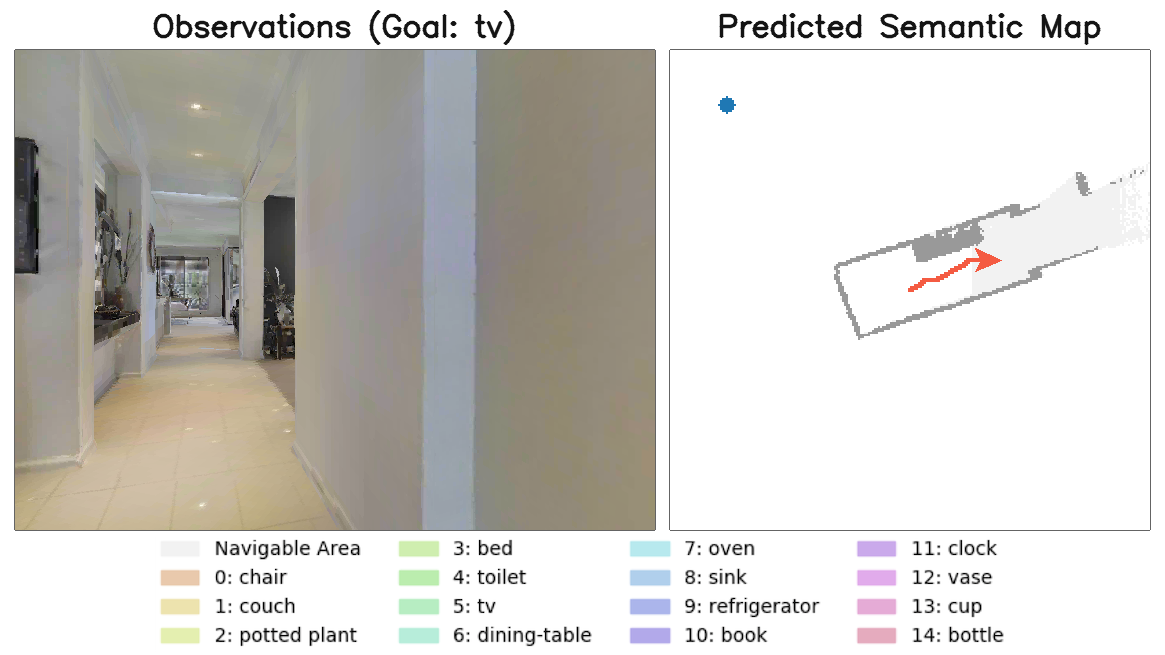 Observations (Goal: tv)
Predicted Semantic Map
Navigable Area
0: chair
1: couch
2: potted plant
3: bed
4: toilet
5: tv
6: dining-table
7: oven
8: sink
9: refrigerator
10: book
11: clock
12: vase
13: cup
14: bottle